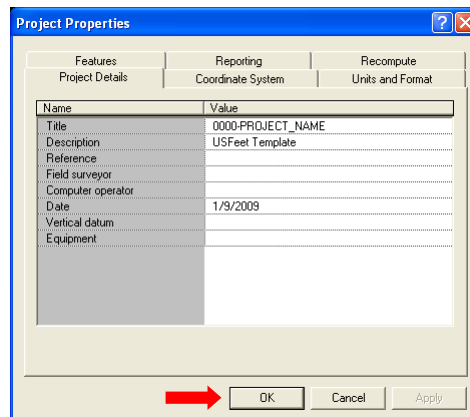 Project Properties
Features Reporting Recompute
Project Details Coordinate System Units and Format
Name Value
Title 0000-PROJECT_NAME
Description USFeet Template
Reference
Field surveyor
Computer operator
Date 1/9/2009
Vertical datum
Equipment
OK Cancel Apply